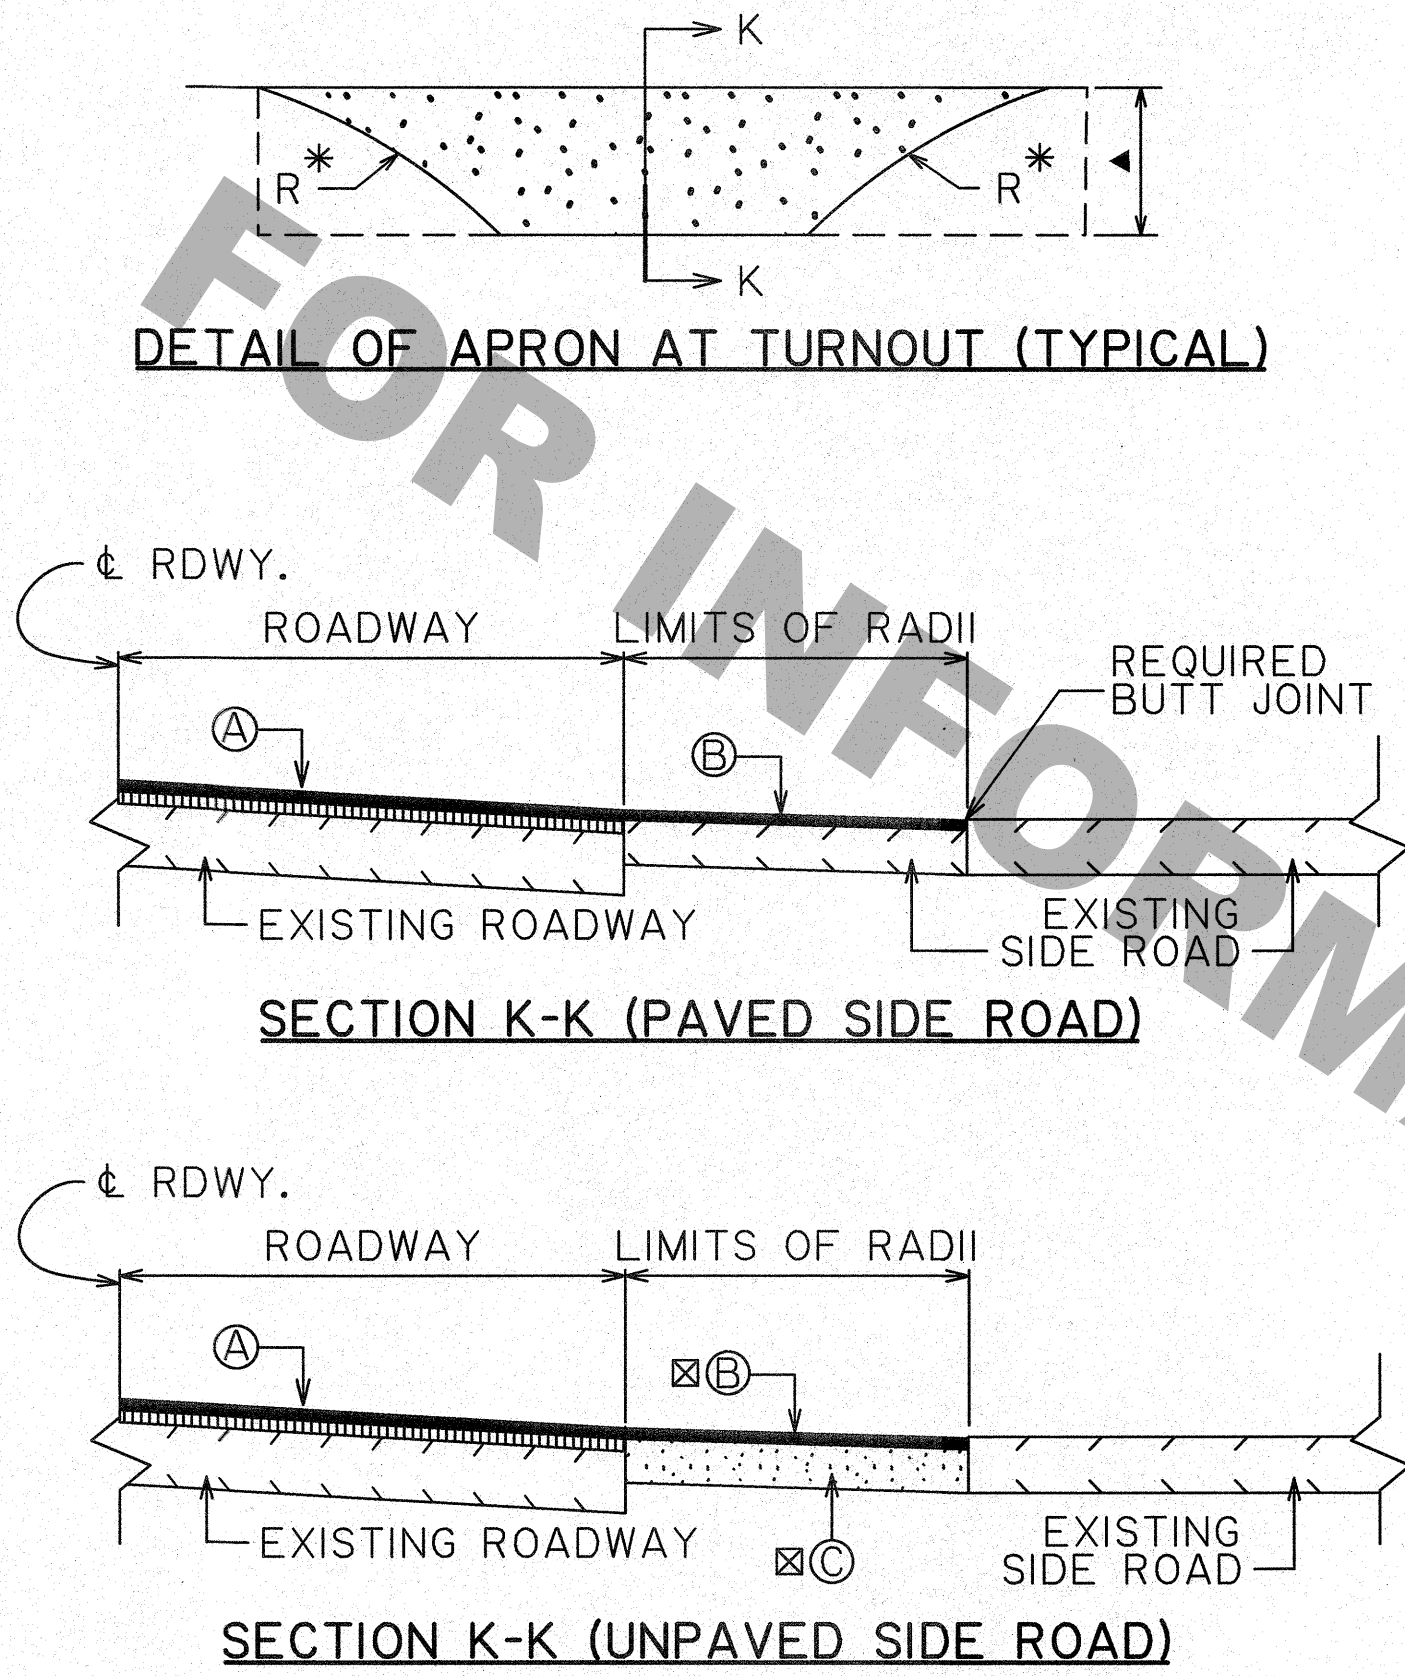 K
R*
R*
▲
K
DETAIL OF APRON AT TURNOUT (TYPICAL)
℄ RDWY.
ROADWAY
LIMITS OF RADII
REQUIRED
BUTT JOINT
A
B
EXISTING ROADWAY
EXISTING
SIDE ROAD
SECTION K-K (PAVED SIDE ROAD)
℄ RDWY.
ROADWAY
LIMITS OF RADII
A
⊠ B
EXISTING ROADWAY
⊠ C
EXISTING
SIDE ROAD
SECTION K-K (UNPAVED SIDE ROAD)
FOR INFORM